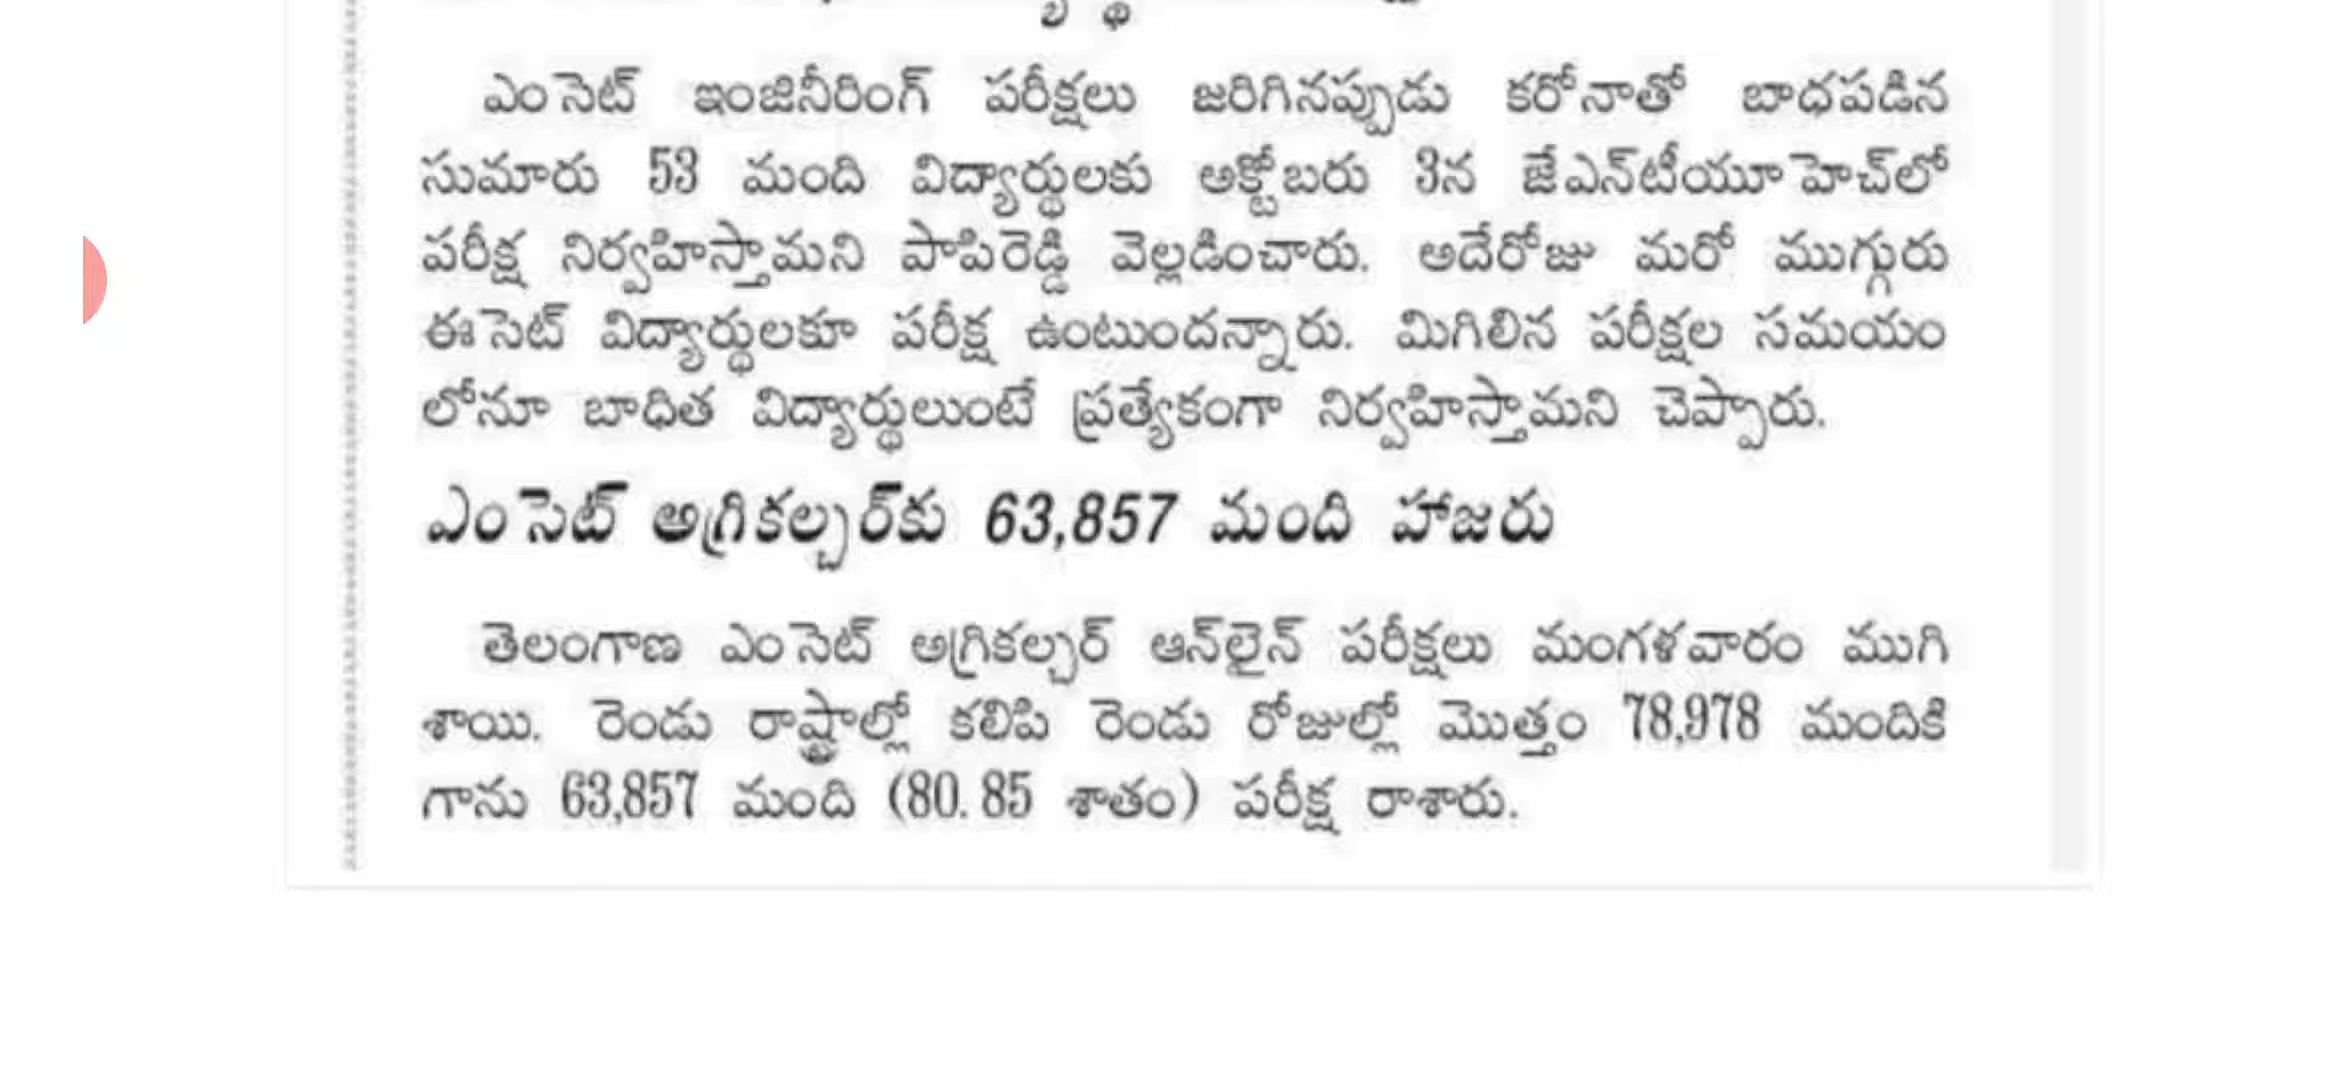 ఎంసెట్ ఇంజినీరింగ్ పరీక్షలు జరిగినప్పుడు కరోనాతో బాధపడిన
సుమారు 53 మంది విద్యార్థులకు అక్టోబరు 3న జేఎన్‌టీయూహెచ్‌లో
పరీక్ష నిర్వహిస్తామని పాపిరెడ్డి వెల్లడించారు. అదేరోజు మరో ముగ్గురు
ఈసెట్ విద్యార్థులకూ పరీక్ష ఉంటుందన్నారు. మిగిలిన పరీక్షల సమయం
లోనూ బాధిత విద్యార్థులుంటే ప్రత్యేకంగా నిర్వహిస్తామని చెప్పారు.
ఎంసెట్ అగ్రికల్చర్‌కు 63,857 మంది హాజరు
తెలంగాణ ఎంసెట్ అగ్రికల్చర్ ఆన్‌లైన్ పరీక్షలు మంగళవారం ముగి
శాయి. రెండు రాష్ట్రాల్లో కలిపి రెండు రోజుల్లో మొత్తం 78,978 మందికి
గాను 63,857 మంది (80.85 శాతం) పరీక్ష రాశారు.